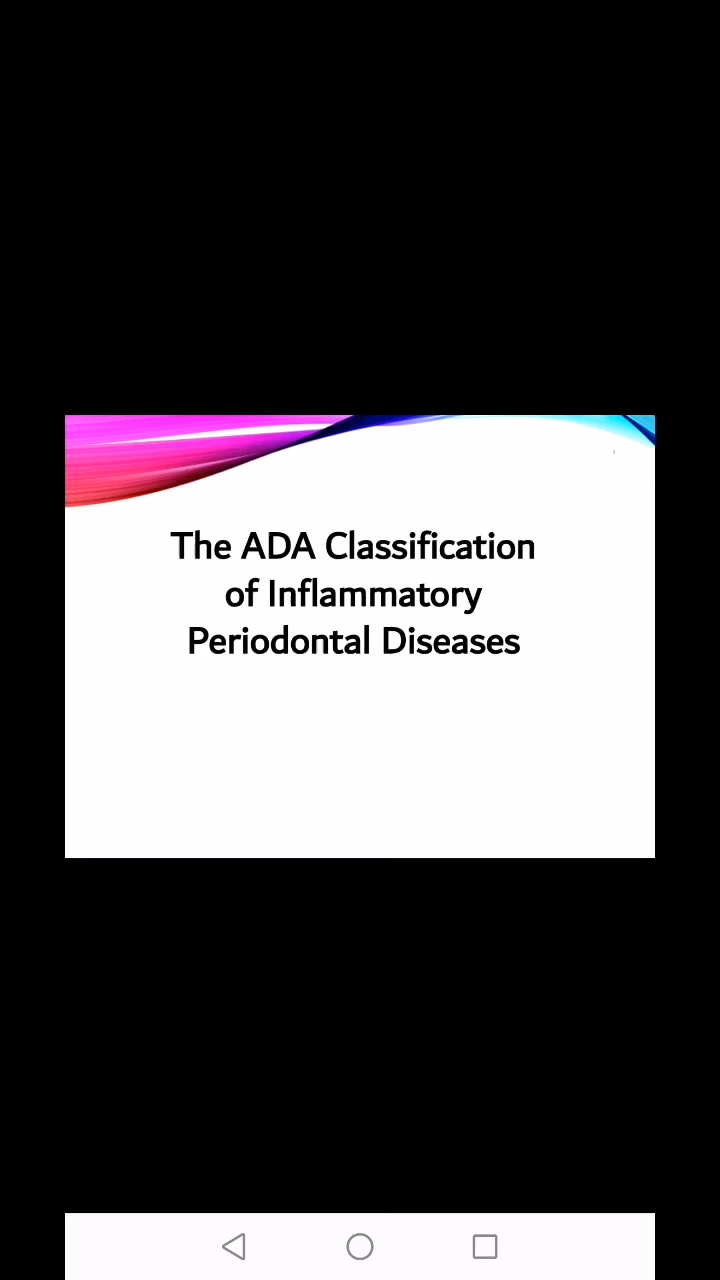 The ADA Classification
of Inflammatory
Periodontal Diseases